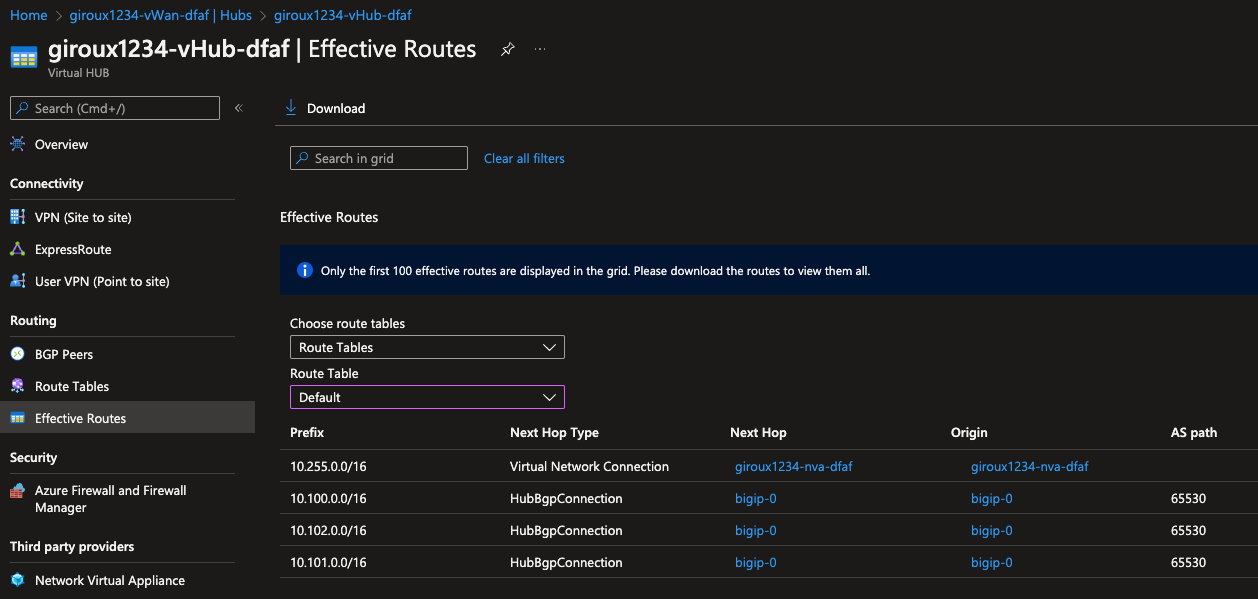 Home > giroux1234-vWan-dfaf | Hubs > giroux1234-vHub-dfaf
giroux1234-vHub-dfaf | Effective Routes
Virtual HUB
Search (Cmd+/)
«
Overview
Connectivity
VPN (Site to site)
ExpressRoute
User VPN (Point to site)
Routing
BGP Peers
Route Tables
Effective Routes
Security
Azure Firewall and Firewall
Manager
Third party providers
Network Virtual Appliance
Download
Search in grid Clear all filters
Effective Routes
Only the first 100 effective routes are displayed in the grid. Please download the routes to view them all.
Choose route tables
Route Tables
Route Table
Default
Prefix Next Hop Type Next Hop Origin AS path
10.255.0.0/16 Virtual Network Connection giroux1234-nva-dfaf giroux1234-nva-dfaf
10.100.0.0/16 HubBgpConnection bigip-0 bigip-0 65530
10.102.0.0/16 HubBgpConnection bigip-0 bigip-0 65530
10.101.0.0/16 HubBgpConnection bigip-0 bigip-0 65530